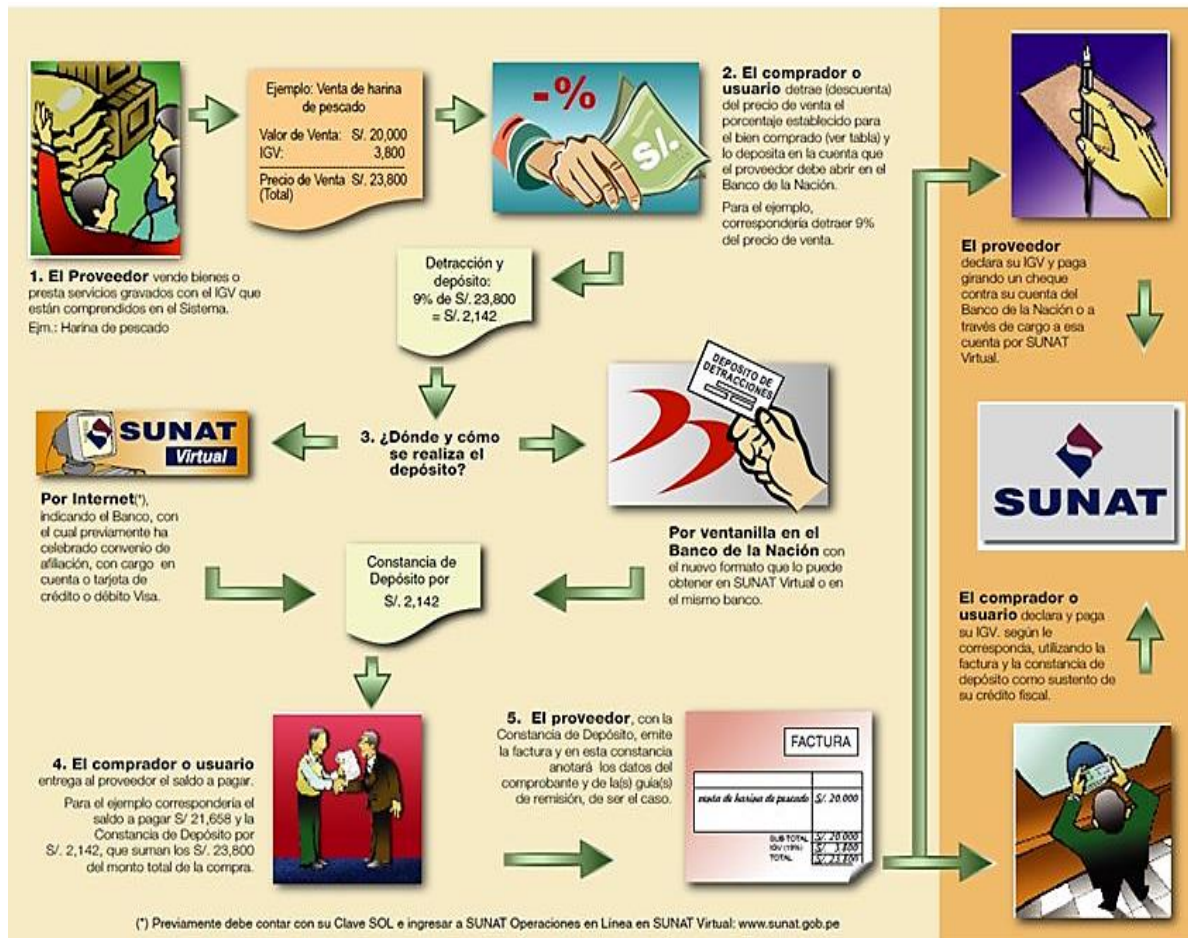 Ejemplo: Venta de harina
de pescado
Valor de Venta: S/. 20,000
IGV: 3,800
Precio de Venta S/. 23,800
(Total)
1. El Proveedor vende bienes o
presta servicios gravados con el IGV que
están comprendidos en el Sistema.
Ejm.: Harina de pescado
-%
S/.
2. El comprador o
usuario detrae (descuenta)
del precio de venta el
porcentaje establecido para
el bien comprado (ver tabla) y
lo deposita en la cuenta que
el proveedor debe abrir en el
Banco de la Nación.
Para el ejemplo,
correspondería detraer 9%
del precio de venta.
Detracción y
depósito:
9% de S/. 23,800
= S/. 2,142
3. ¿Dónde y cómo
se realiza el
depósito?
SUNAT
Virtual
Por Internet(*),
indicando el Banco, con
el cual previamente ha
celebrado convenio de
afiliación, con cargo en
cuenta o tarjeta de
crédito o débito Visa.
DEPOSITO DE
DETRACCIONES
Por ventanilla en el
Banco de la Nación con
el nuevo formato que lo puede
obtener en SUNAT Virtual o en
el mismo banco.
Constancia de
Depósito por
S/. 2,142
4. El comprador o usuario
entrega al proveedor el saldo a pagar.
Para el ejemplo correspondería el
saldo a pagar S/ 21,658 y la
Constancia de Depósito por
S/. 2,142, que suman los S/. 23,800
del monto total de la compra.
5. El proveedor, con la
Constancia de Depósito, emite
la factura y en esta constancia
anotará los datos del
comprobante y de la(s) guia(s)
de remisión, de ser el caso.
FACTURA
venta de harina de pescado S/. 20.000
SUB TOTAL S/. 20.000
IGV (19%) S/. 3.800
TOTAL S/. 23.800
El proveedor
declara su IGV y paga
girando un cheque
contra su cuenta del
Banco de la Nación o a
través de cargo a esa
cuenta por SUNAT
Virtual.
SUNAT
El comprador o
usuario declara y paga
su IGV. según le
corresponda, utilizando la
factura y la constancia de
depósito como sustento de
su crédito fiscal.
(*) Previamente debe contar con su Clave SOL e ingresar a SUNAT Operaciones en Linea en SUNAT Virtual: www.sunat.gob.pe